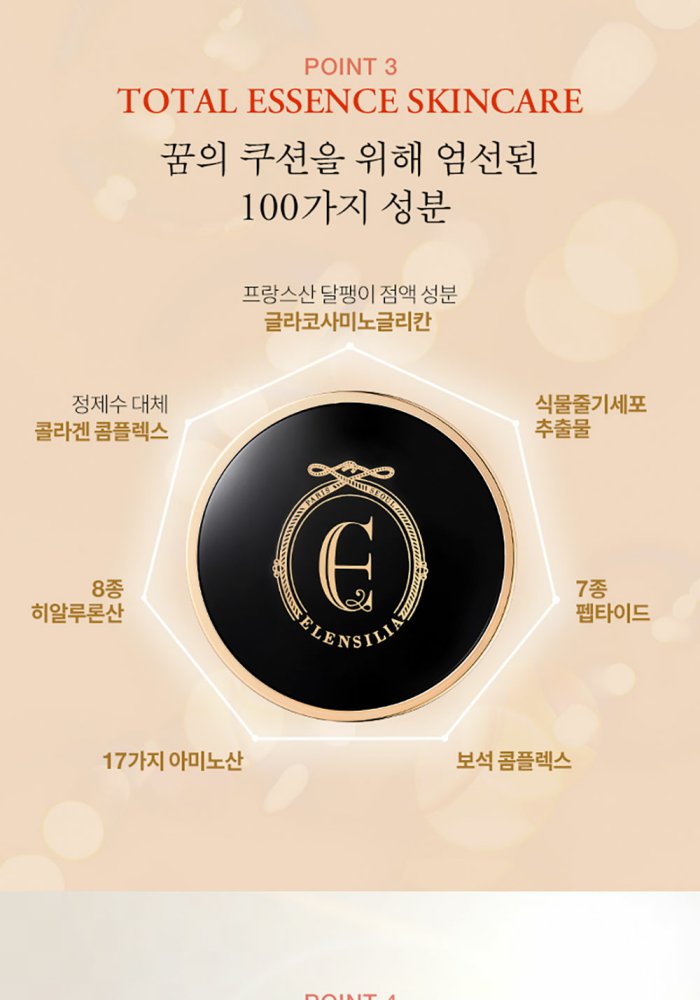 POINT 3
TOTAL ESSENCE SKINCARE
꿈의 쿠션을 위해 엄선된
100가지 성분
프랑스산 달팽이 점액 성분
글라코사미노글리칸
정제수 대체
콜라겐 콤플렉스
식물줄기세포
추출물
PARIS SEOUL
E
ELENSILIA
8종
히알루론산
7종
펩타이드
17가지 아미노산
보석 콤플렉스
POINT 4